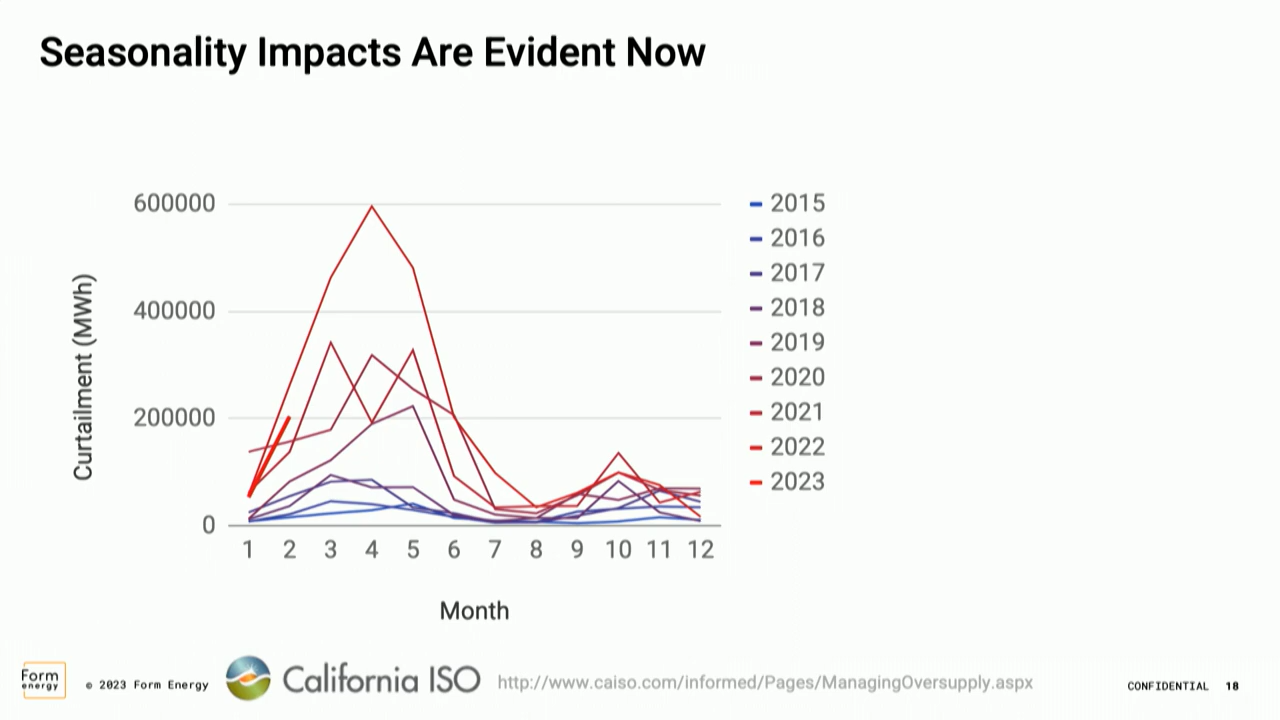 Seasonality Impacts Are Evident Now
600000
400000
200000
0
Curtailment (MWh)
1 2 3 4 5 6 7 8 9 10 11 12
Month
2015
2016
2017
2018
2019
2020
2021
2022
2023
Form
energy
© 2023 Form Energy
California ISO
http://www.caiso.com/informed/Pages/ManagingOversupply.aspx
CONFIDENTIAL 18